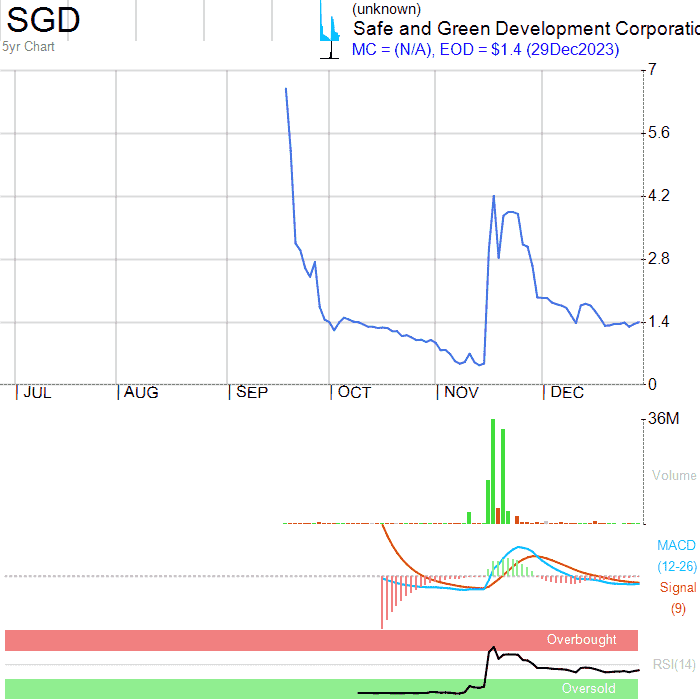 SGD
(unknown)
Safe and Green Development Corporatio
5yr Chart
MC = (N/A), EOD = $1.4 (29Dec2023)
7
5.6
4.2
2.8
1.4
0
JUL AUG SEP OCT NOV DEC
36M
Volume
MACD
(12-26)
Signal
(9)
Overbought
RSI(14)
Oversold